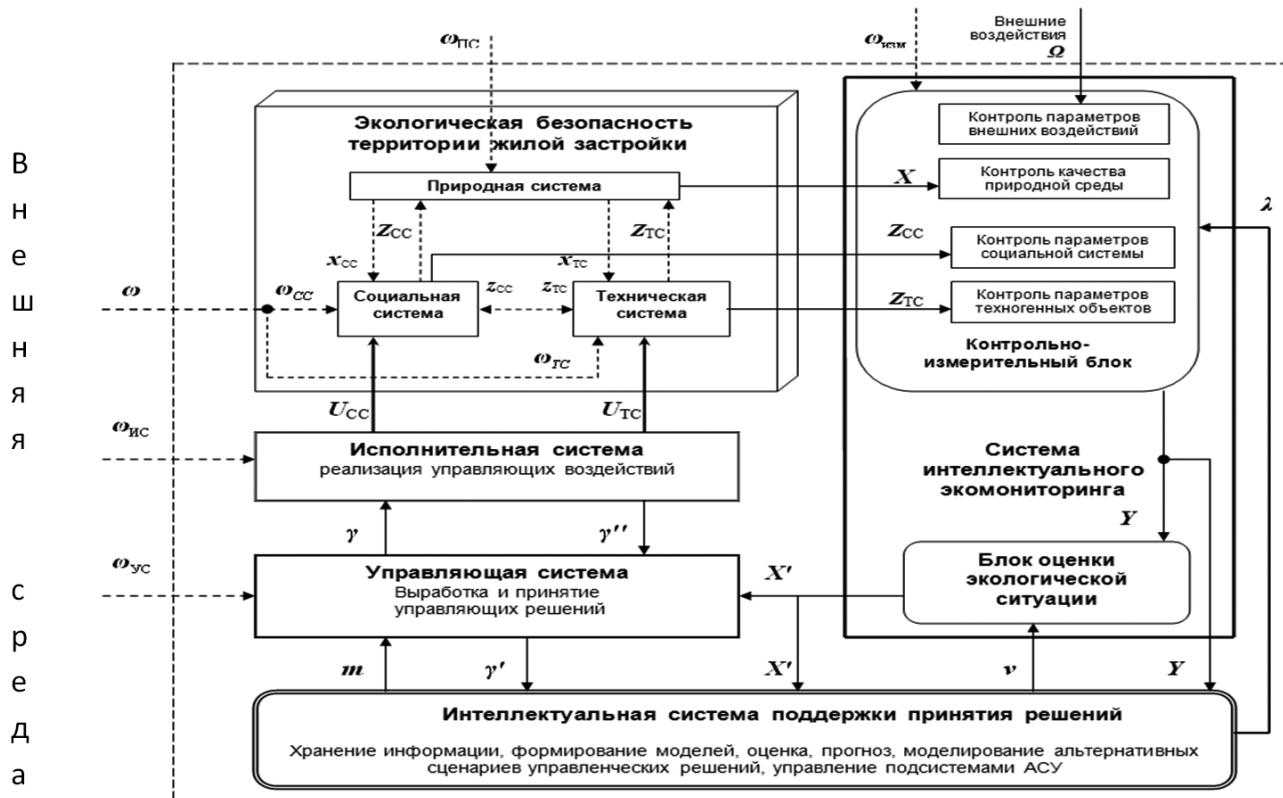 ω_ПС
ω_изм
Внешние
воздействия
Ω
Внешняя
среда
Экологическая безопасность
территории жилой застройки
Природная система
Z_СС
Z_ТС
x_СС
x_ТС
ω
ω_СС
Социальная
система
z_СС
z_ТС
Техническая
система
ω_ТС
X
Z_СС
Z_ТС
Контроль параметров
внешних воздействий
Контроль качества
природной среды
Контроль параметров
социальной системы
Контроль параметров
техногенных объектов
Контрольно-
измерительный блок
λ
U_СС
U_ТС
ω_ИС
Исполнительная система
реализация управляющих воздействий
Система
интеллектуального
экомониторинга
Y
γ
γ′′
ω_УС
Управляющая система
Выработка и принятие
управляющих решений
X′
Блок оценки
экологической
ситуации
m
γ′
X′
ν
Y
Интеллектуальная система поддержки принятия решений
Хранение информации, формирование моделей, оценка, прогноз, моделирование альтернативных
сценариев управленческих решений, управление подсистемами АСУ